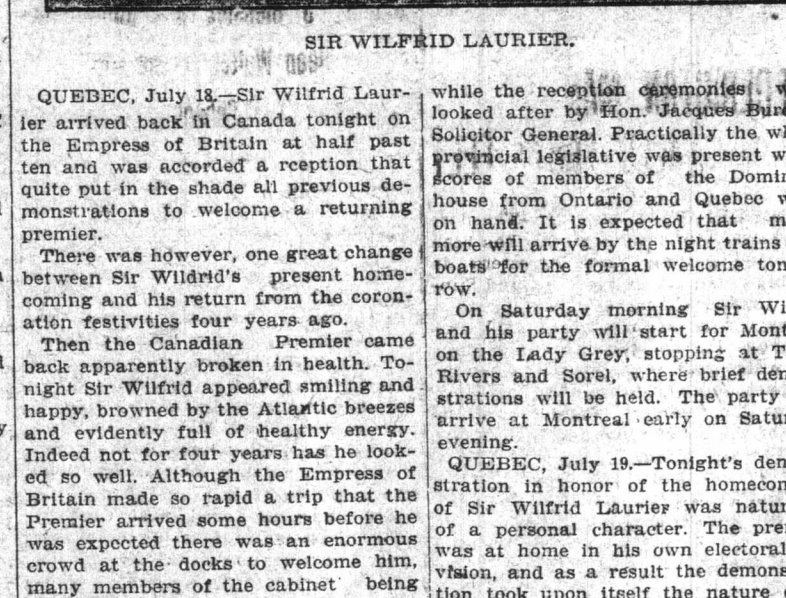 SIR WILFRID LAURIER.
QUEBEC, July 18.—Sir Wilfrid Laur-
ier arrived back in Canada tonight on
the Empress of Britain at half past
ten and was accorded a rception that
quite put in the shade all previous de-
monstrations to welcome a returning
premier.
There was however, one great change
between Sir Wildrid's present home-
coming and his return from the coron-
ation festivities four years ago.
Then the Canadian Premier came
back apparently broken in health. To-
night Sir Wilfrid appeared smiling and
happy, browned by the Atlantic breezes
and evidently full of healthy energy.
Indeed not for four years has he look-
ed so well. Although the Empress of
Britain made so rapid a trip that the
Premier arrived some hours before he
was expected there was an enormous
crowd at the docks to welcome him,
many members of the cabinet being
while the reception ceremonies w
looked after by Hon. Jacques Bure
Solicitor General. Practically the wh
provincial legislative was present w
scores of members of the Domin
house from Ontario and Quebec w
on hand. It is expected that m
more will arrive by the night trains
boats for the formal welcome tom
row.
On Saturday morning Sir Wi
and his party will start for Mont
on the Lady Grey, stopping at T
Rivers and Sorel, where brief dem
strations will be held. The party
arrive at Montreal early on Satur
evening.
QUEBEC, July 19.—Tonight's dem
stration in honor of the homecom
of Sir Wilfrid Laurier was natur
of a personal character. The prem
was at home in his own electoral
vision, and as a result the demons
tion took upon itself the nature